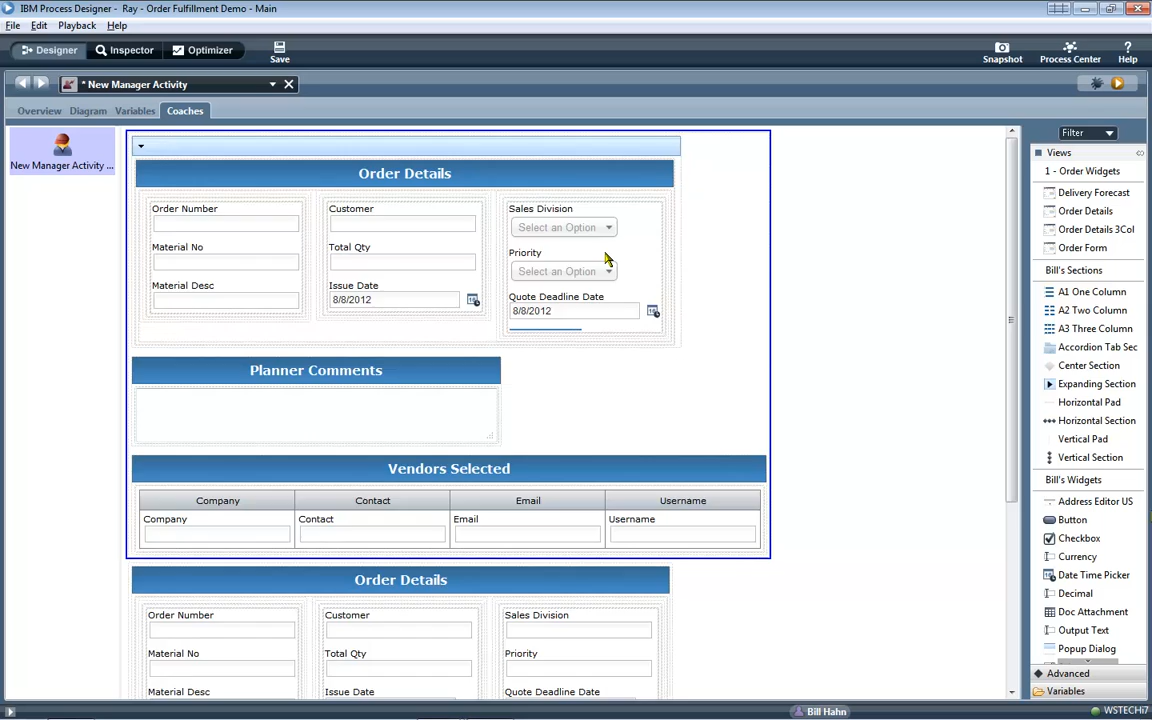 IBM Process Designer - Ray - Order Fulfillment Demo - Main
File Edit Playback Help
Designer Inspector Optimizer Save Snapshot Process Center Help
* New Manager Activity
Overview Diagram Variables Coaches
New Manager Activity ...
Order Details
Order Number Customer Sales Division
Select an Option
Material No Total Qty Priority
Select an Option
Material Desc Issue Date Quote Deadline Date
8/8/2012 8/8/2012
Planner Comments
Vendors Selected
Company Contact Email Username
Company Contact Email Username
Order Details
Order Number Customer Sales Division
Material No Total Qty Priority
Material Desc Issue Date Quote Deadline Date
Filter
Views
1 - Order Widgets
Delivery Forecast
Order Details
Order Details 3Col
Order Form
Bill's Sections
A1 One Column
A2 Two Column
A3 Three Column
Accordion Tab Sec
Center Section
Expanding Section
Horizontal Pad
Horizontal Section
Vertical Pad
Vertical Section
Bill's Widgets
Address Editor US
Button
Checkbox
Currency
Date Time Picker
Decimal
Doc Attachment
Output Text
Popup Dialog
Advanced
Variables
Bill Hahn
WSTECHi7